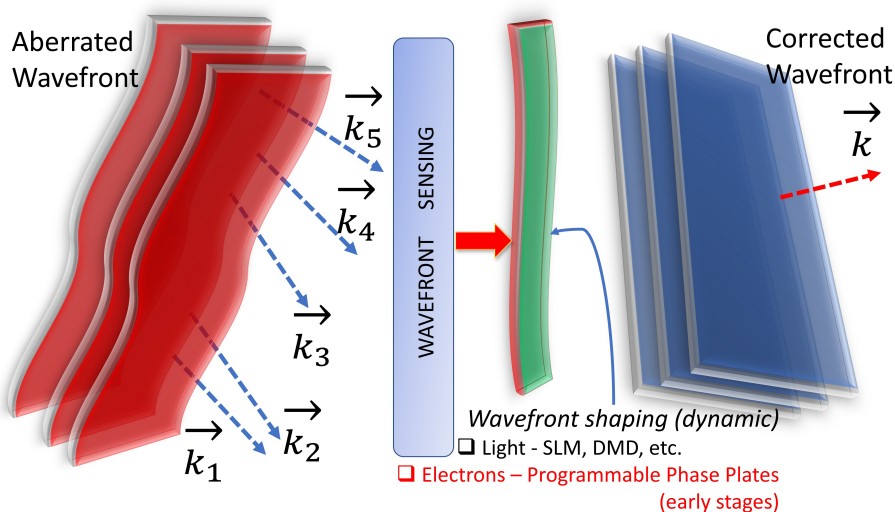 Aberrated
Wavefront
k₅
k₄
k₃
k₂
k₁
WAVEFRONT SENSING
Corrected
Wavefront
k
Wavefront shaping (dynamic)
❑ Light - SLM, DMD, etc.
❑ Electrons – Programmable Phase Plates
(early stages)